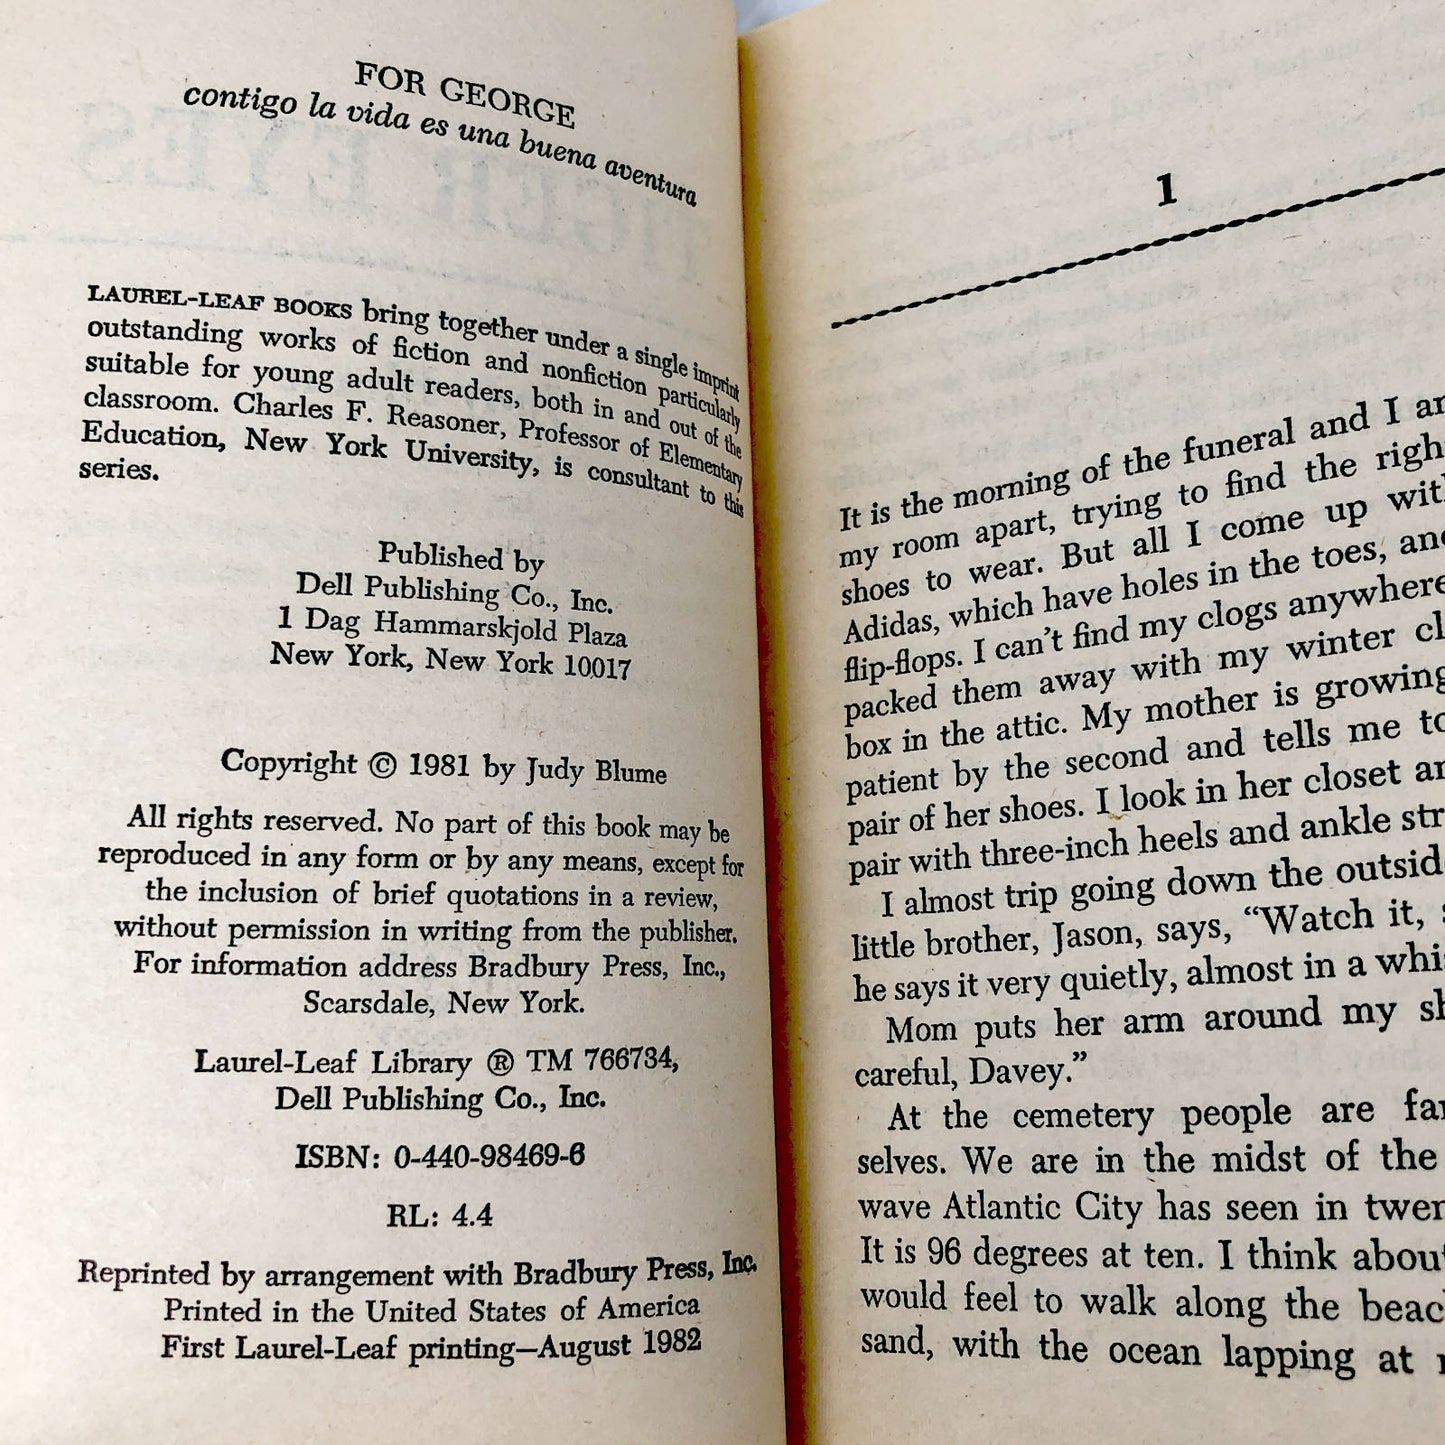 FOR GEORGE
contigo la vida es una buena aventura
LAUREL-LEAF BOOKS bring together under a single imprint
outstanding works of fiction and nonfiction particularly
suitable for young adult readers, both in and out of the
classroom. Charles F. Reasoner, Professor of Elementary
Education, New York University, is consultant to this
series.
Published by
Dell Publishing Co., Inc.
1 Dag Hammarskjold Plaza
New York, New York 10017
Copyright © 1981 by Judy Blume
All rights reserved. No part of this book may be
reproduced in any form or by any means, except for
the inclusion of brief quotations in a review,
without permission in writing from the publisher.
For information address Bradbury Press, Inc.,
Scarsdale, New York.
Laurel-Leaf Library ® TM 766734,
Dell Publishing Co., Inc.
ISBN: 0-440-98469-6
RL: 4.4
Reprinted by arrangement with Bradbury Press, Inc.
Printed in the United States of America
First Laurel-Leaf printing—August 1982
1
It is the morning of the funeral and I
my room apart, trying to find the
shoes to wear. But all I come up
Adidas, which have holes in the toes,
flip-flops. I can't find my clogs anywhere
packed them away with my winter
box in the attic. My mother is growing
patient by the second and tells me
pair of her shoes. I look in her closet
pair with three-inch heels and ankle
I almost trip going down the
little brother, Jason, says, “Watch it,
he says it very quietly, almost in a
Mom puts her arm around my
careful, Davey.”
At the cemetery people are
selves. We are in the midst of the
wave Atlantic City has seen in
It is 96 degrees at ten. I think
would feel to walk along the
sand, with the ocean lapping at